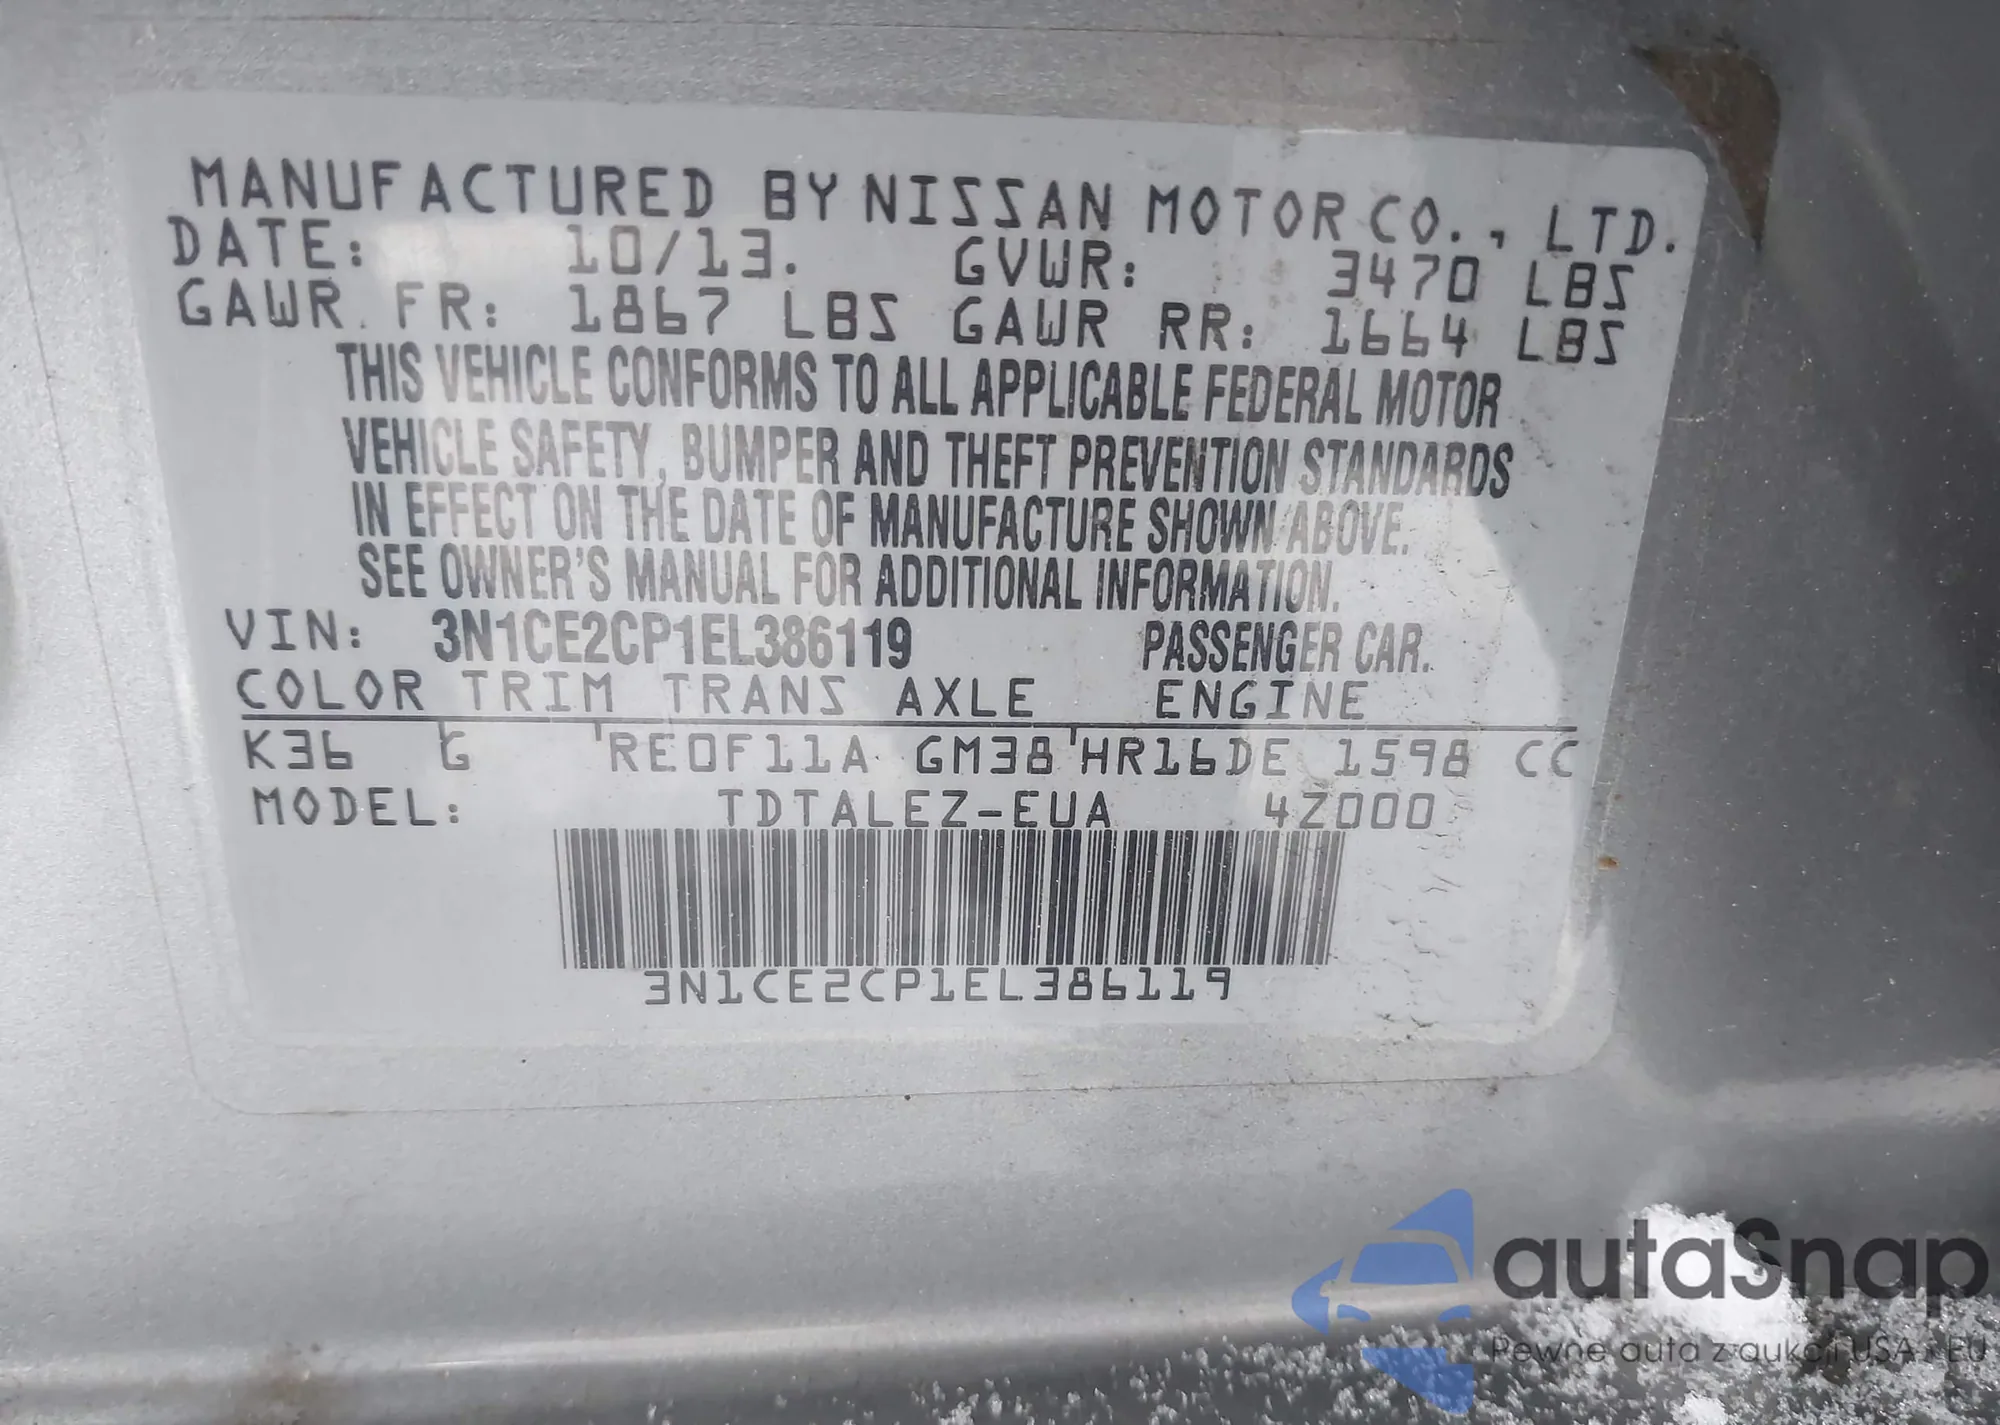 MANUFACTURED BY NISSAN MOTOR CO., LTD.
DATE: 10/13. GVWR: 3470 LBS
GAWR FR: 1867 LBS GAWR RR: 1664 LBS
THIS VEHICLE CONFORMS TO ALL APPLICABLE FEDERAL MOTOR
VEHICLE SAFETY, BUMPER AND THEFT PREVENTION STANDARDS
IN EFFECT ON THE DATE OF MANUFACTURE SHOWN ABOVE.
SEE OWNER'S MANUAL FOR ADDITIONAL INFORMATION.
VIN: 3N1CE2CP1EL386119 PASSENGER CAR.
COLOR TRIM TRANS AXLE ENGINE
K36 G RE0F11A GM38 HR16DE 1598 CC
MODEL: TDTALEZ-EUA 4Z000
3N1CE2CP1EL386119
autaSnap
Pewne auta z aukcji USA i EU